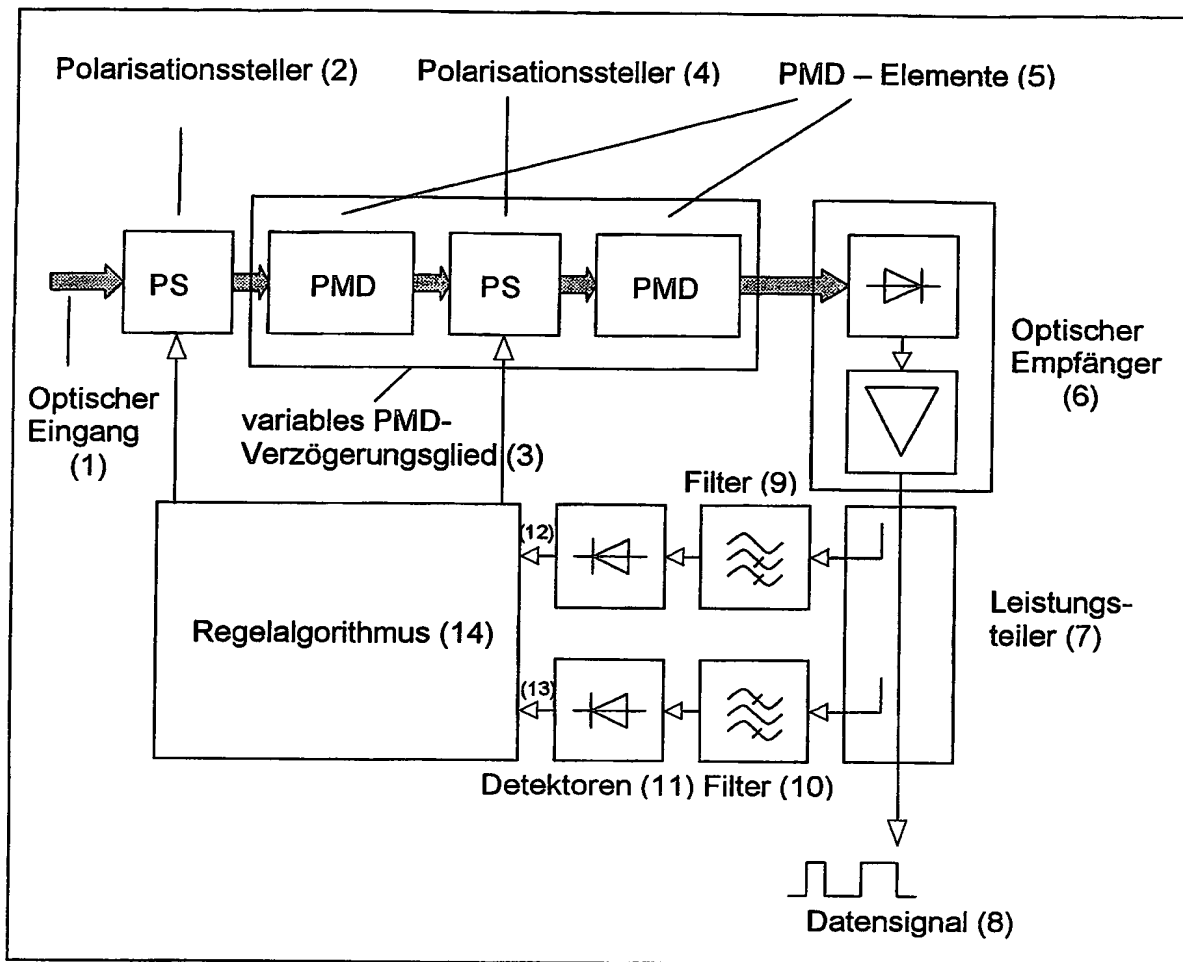 Polarisationssteller (2)
Polarisationssteller (4)
PMD – Elemente (5)
PS
PMD
PS
PMD
Optischer
Eingang
(1)
variables PMD-
Verzögerungsglied (3)
Optischer
Empfänger
(6)
Filter (9)
(12)
Regelalgorithmus (14)
Leistungs-
teiler (7)
(13)
Detektoren (11)
Filter (10)
Datensignal (8)